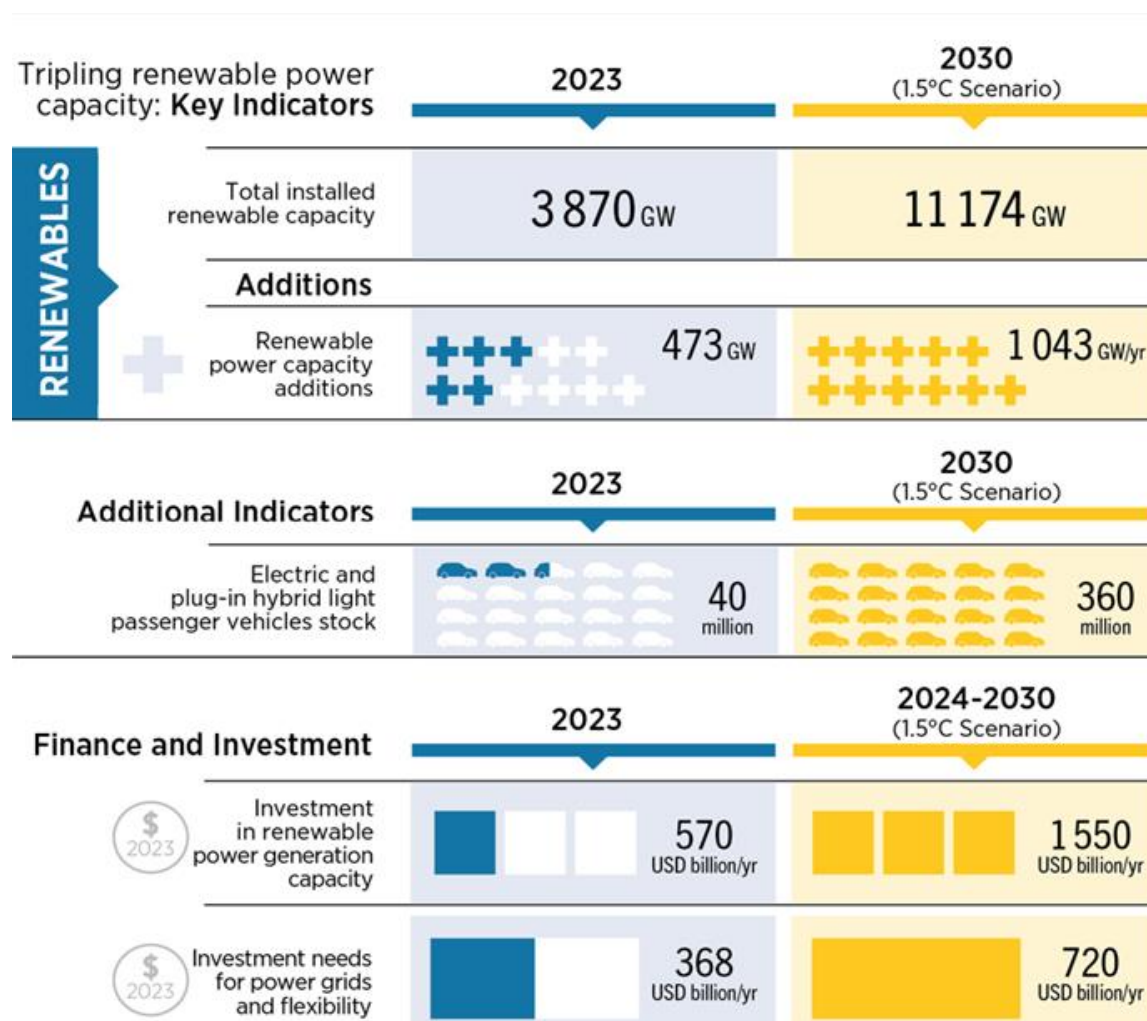 Tripling renewable power
capacity: Key Indicators
2023
2030
(1.5°C Scenario)
RENEWABLES
Total installed
renewable capacity
3 870 GW
11 174 GW
Additions
Renewable
power capacity
additions
473 GW
1 043 GW/yr
Additional Indicators
2023
2030
(1.5°C Scenario)
Electric and
plug-in hybrid light
passenger vehicles stock
40
million
360
million
Finance and Investment
2023
2024-2030
(1.5°C Scenario)
$
2023
Investment
in renewable
power generation
capacity
570
USD billion/yr
1 550
USD billion/yr
$
2023
Investment needs
for power grids
and flexibility
368
USD billion/yr
720
USD billion/yr